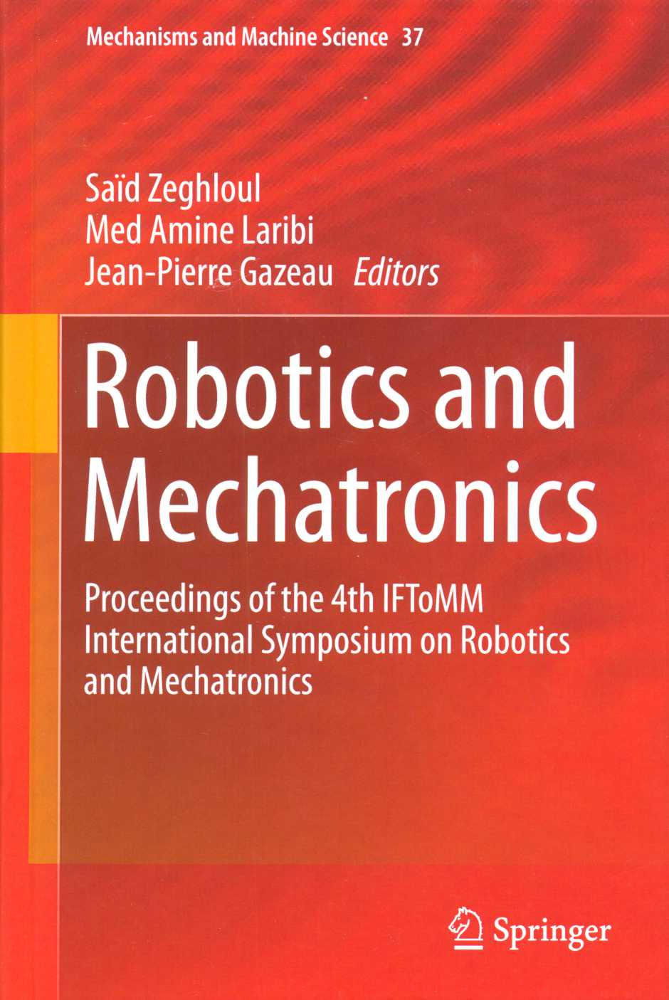 Mechanisms and Machine Science 37
Saïd Zeghloul
Med Amine Laribi
Jean-Pierre Gazeau Editors
Robotics and
Mechatronics
Proceedings of the 4th IFToMM
International Symposium on Robotics
and Mechatronics
Springer